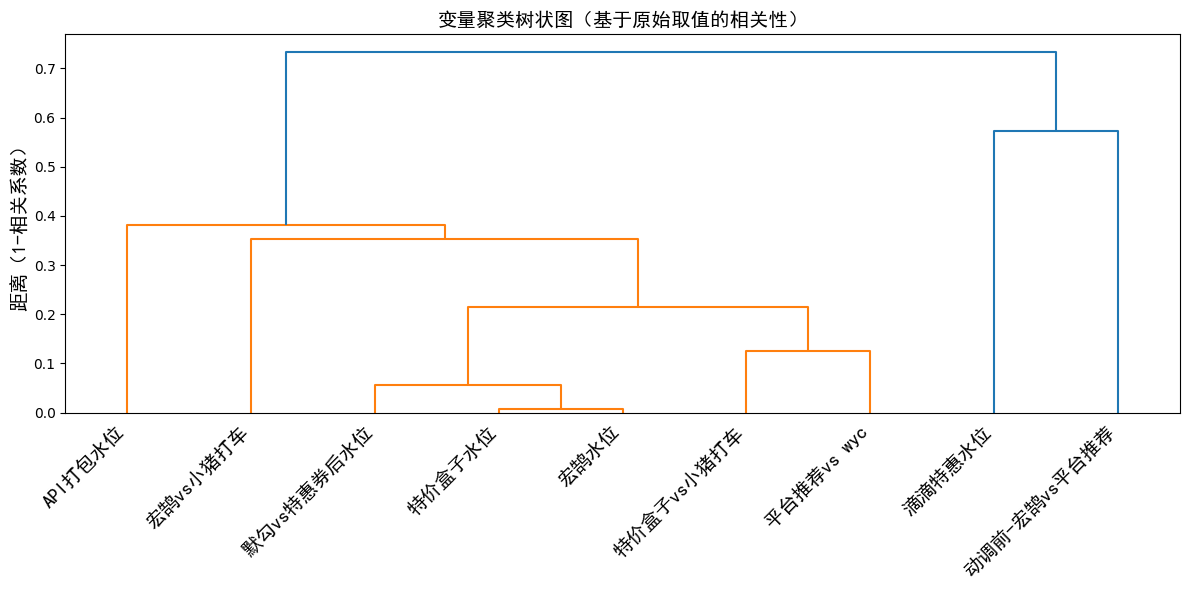 变量聚类树状图（基于原始取值的相关性）
距离（1-相关系数）
0.7
0.6
0.5
0.4
0.3
0.2
0.1
0.0
API打包水位
宏鹄vs小猪打车
默勾vs特惠券后水位
特价盒子水位
宏鹄水位
特价盒子vs小猪打车
平台推荐vs wyc
滴滴特惠水位
动调前-宏鹄vs平台推荐